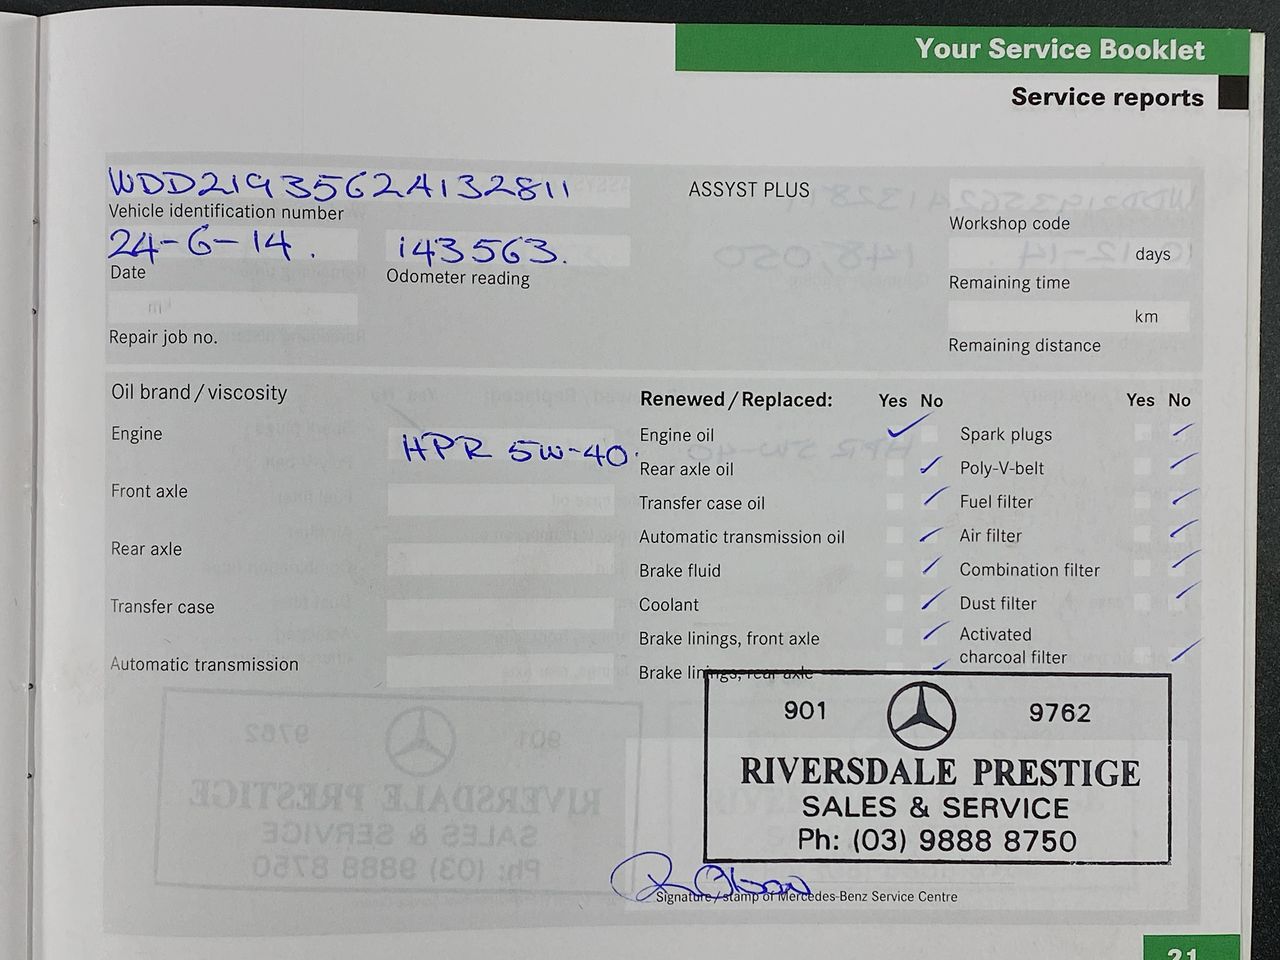 Your Service Booklet
Service reports
WDD2193562A132811
Vehicle identification number
ASSYST PLUS
Workshop code
24-6-14.
Date
143563.
Odometer reading
days
Remaining time
Repair job no.
km
Remaining distance
Oil brand / viscosity
Engine HPR 5W-40.
Front axle
Rear axle
Transfer case
Automatic transmission
Renewed / Replaced: Yes No
Engine oil
Rear axle oil
Transfer case oil
Automatic transmission oil
Brake fluid
Coolant
Brake linings, front axle
Brake linings, rear axle
Yes No
Spark plugs
Poly-V-belt
Fuel filter
Air filter
Combination filter
Dust filter
Activated
charcoal filter
901 9762
RIVERSDALE PRESTIGE
SALES & SERVICE
Ph: (03) 9888 8750
Signature / stamp of Mercedes-Benz Service Centre
21